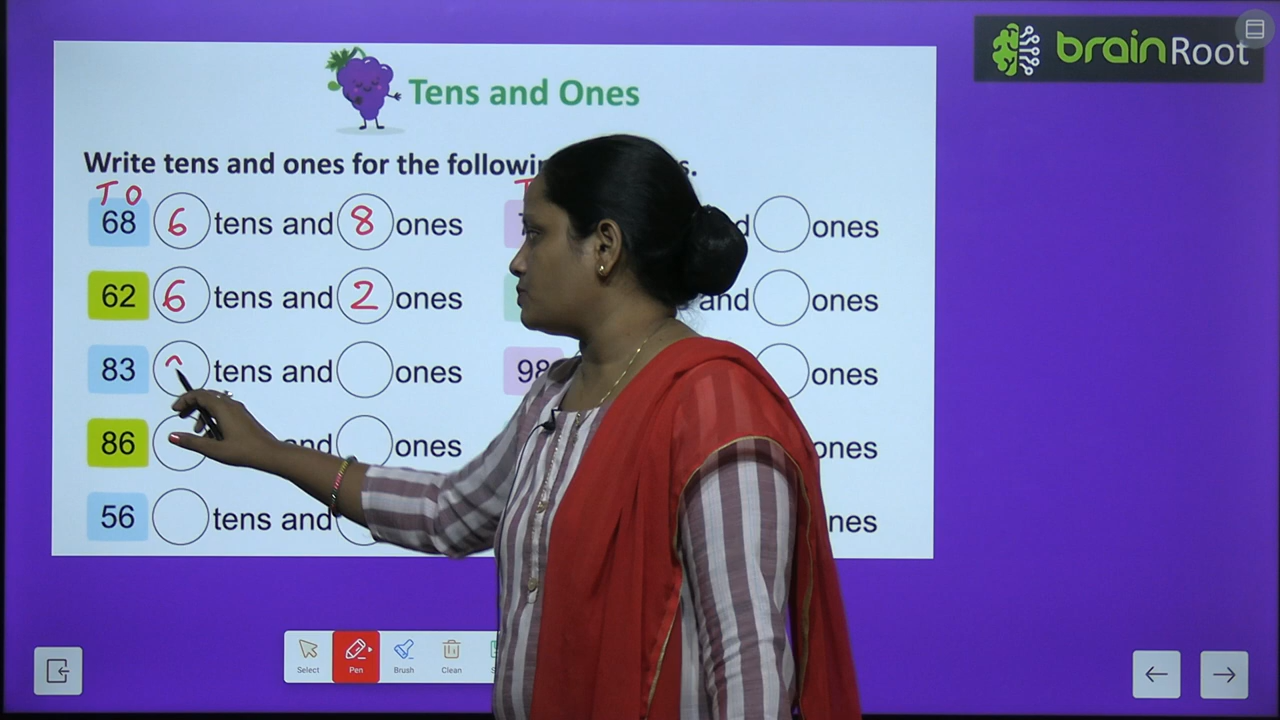 brainRoot
Tens and Ones
Write tens and ones for the
T O
68 6 tens and 8 ones
ones
62 6 tens and 2 ones
and ones
83 tens and ones
98 ones
86 and ones
ones
56 tens and
Select Pen Brush Clean